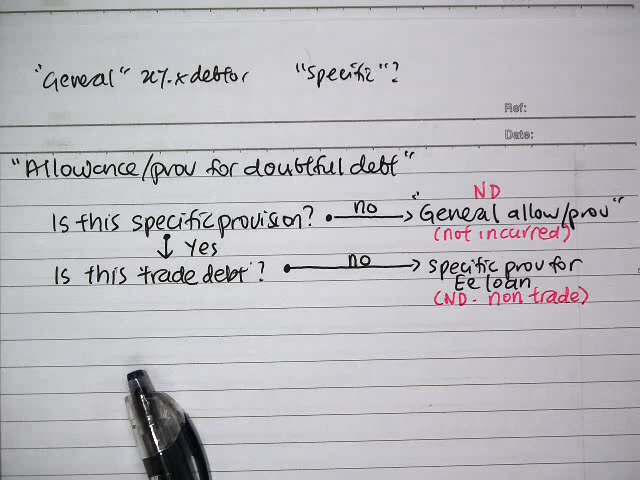 "General" x% x debtor "Specific"?
Ref:
Date:
"Allowance/prov for doubtful debt"
ND
Is this specific provision? no "General allow/prov"
(not incurred)
Yes
Is this trade debt? no specific prov for
Ee loan
(ND - non trade)